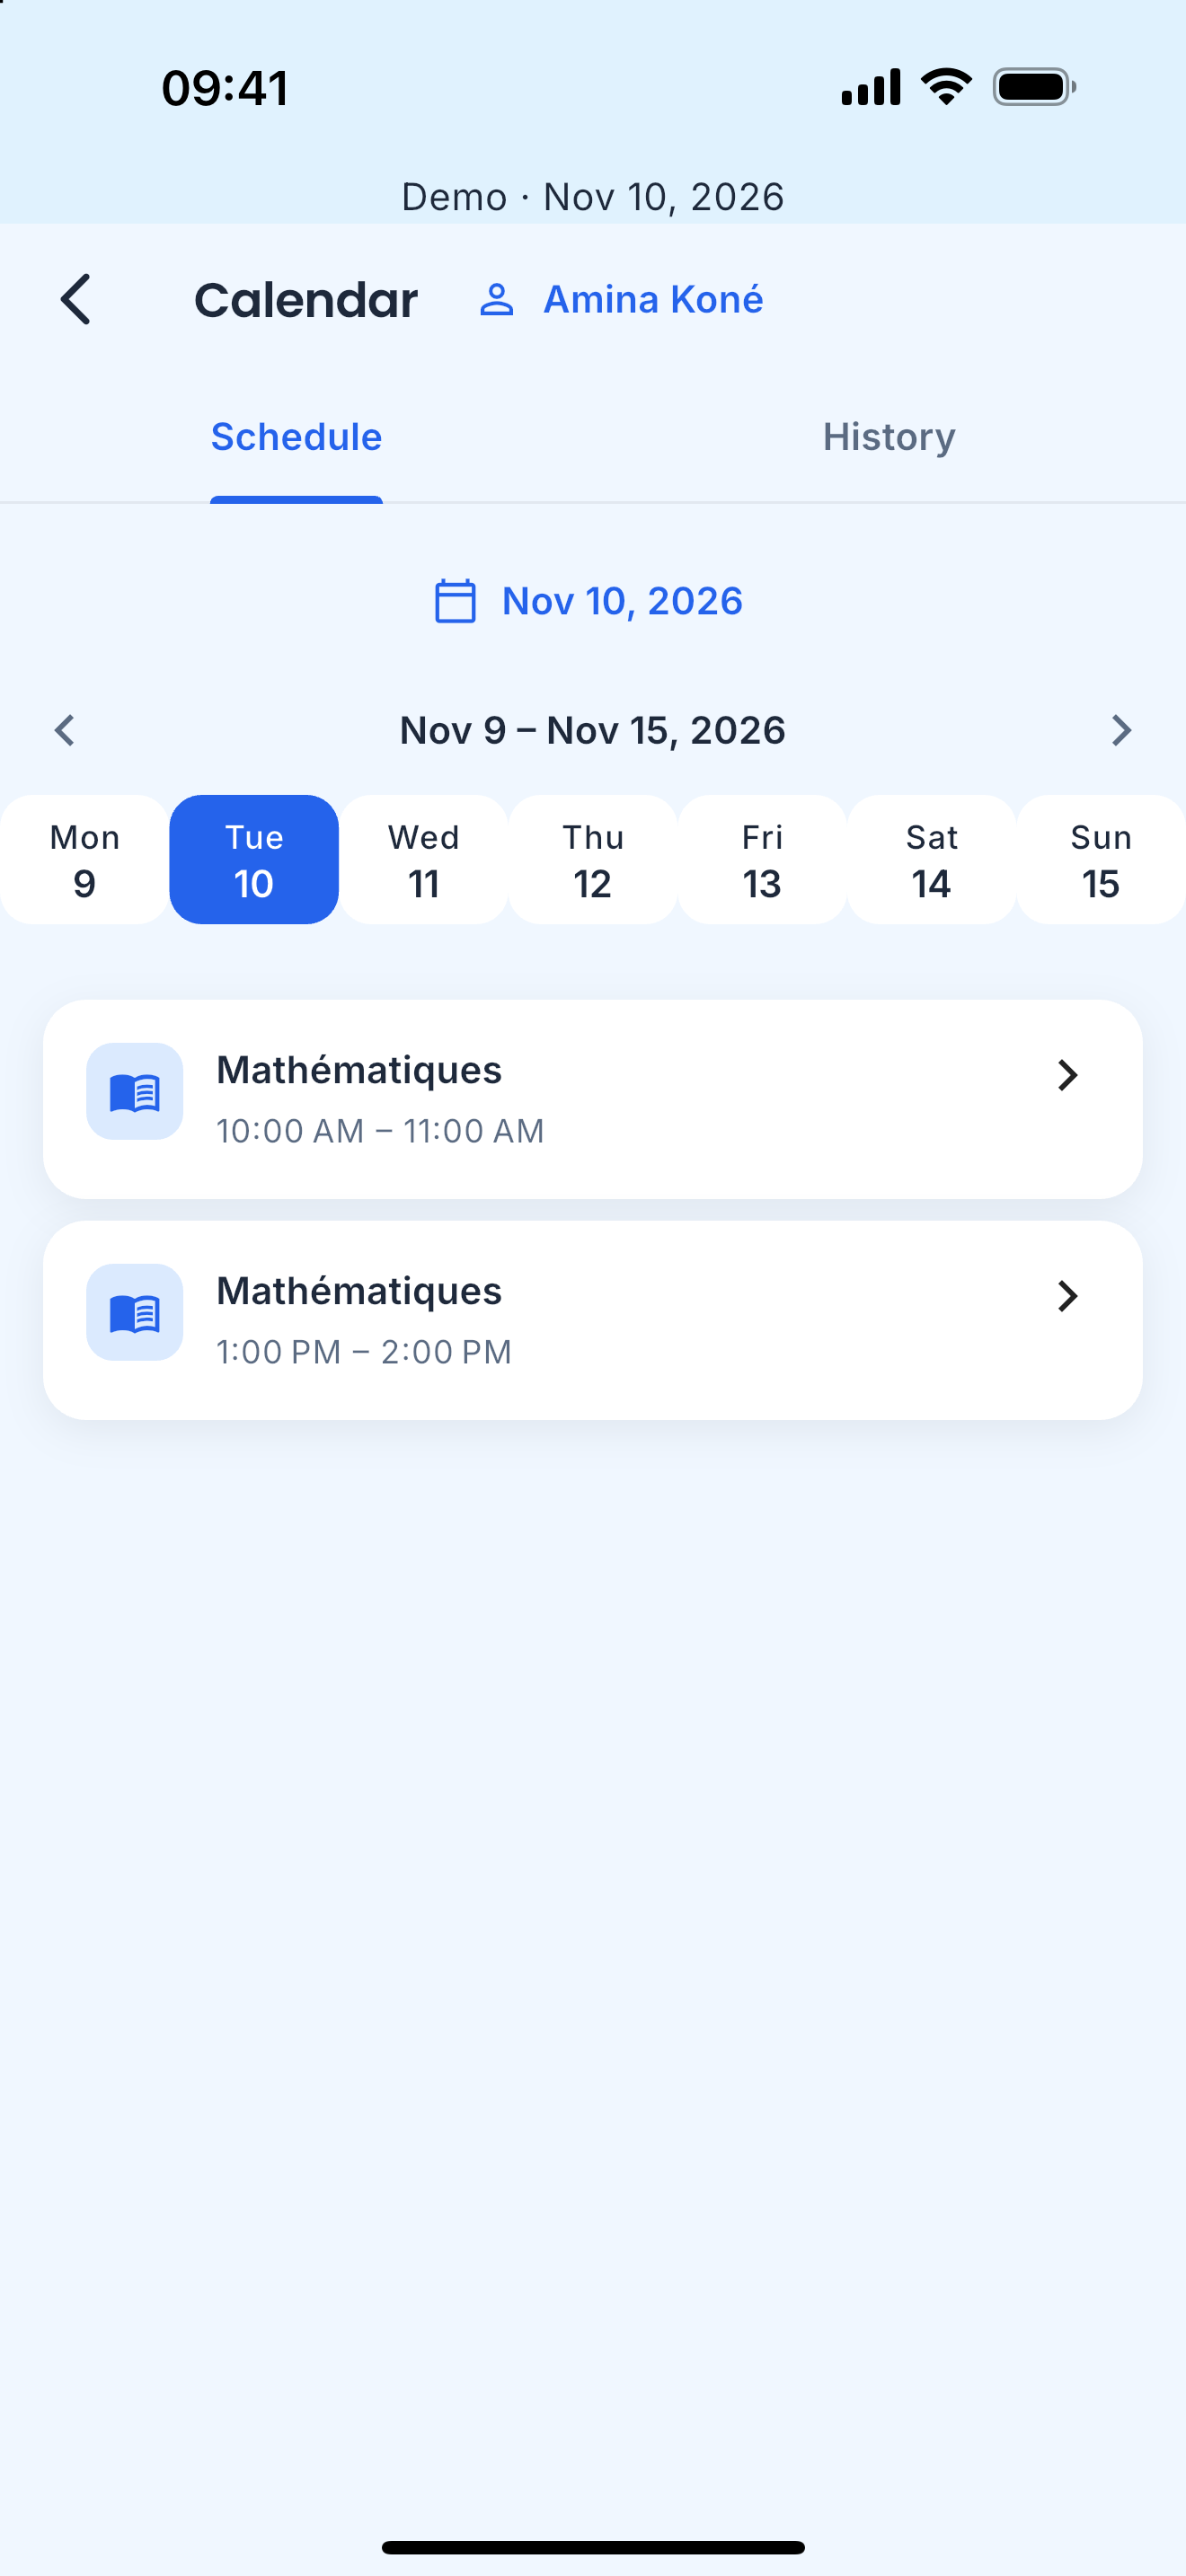 09:41
Demo · Nov 10, 2026
Calendar Amina Koné
Schedule History
Nov 10, 2026
Nov 9 – Nov 15, 2026
Mon Tue Wed Thu Fri Sat Sun
9 10 11 12 13 14 15
Mathématiques
10:00 AM – 11:00 AM
Mathématiques
1:00 PM – 2:00 PM